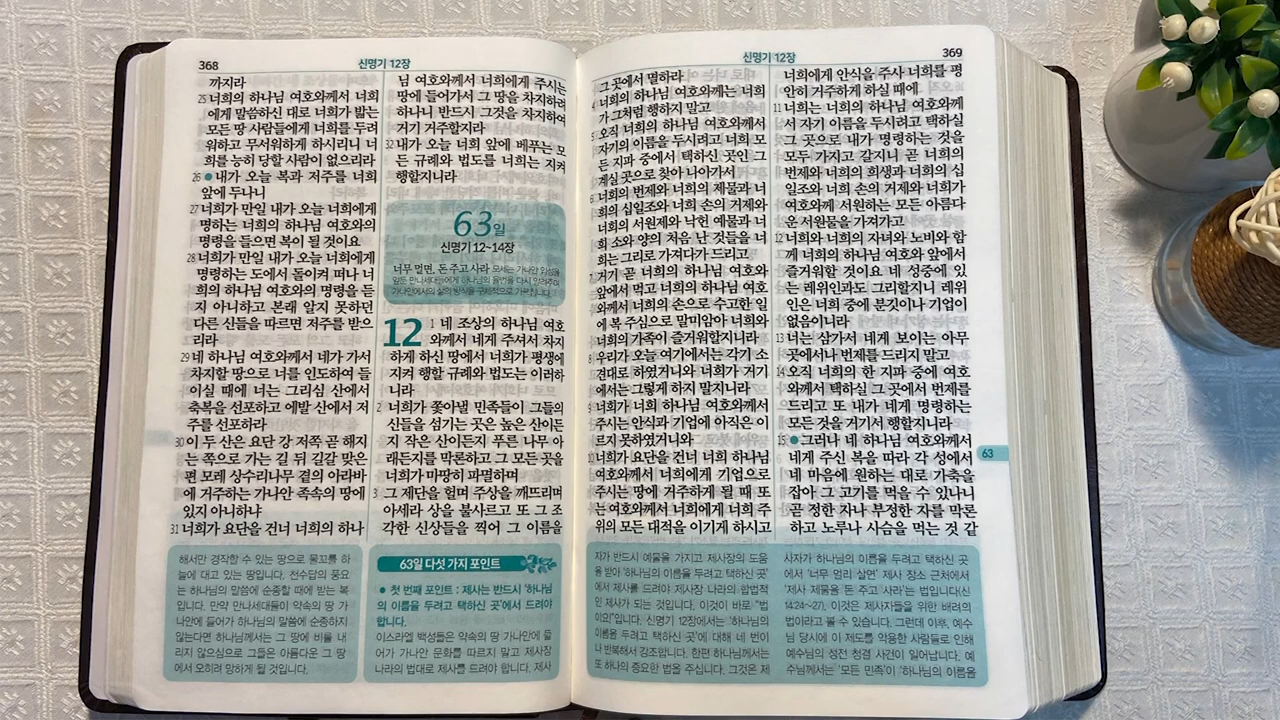 368
신명기 12장
까지라
25 너희의 하나님 여호와께서 너희
에게 말씀하신 대로 너희가 밟는
모든 땅 사람들에게 너희를 두려
워하고 무서워하게 하시리니 너
희를 능히 당할 사람이 없으리라
26 ●내가 오늘 복과 저주를 너희
앞에 두나니
27 너희가 만일 내가 오늘 너희에게
명하는 너희의 하나님 여호와의
명령을 들으면 복이 될 것이요
28 너희가 만일 내가 오늘 너희에게
명령하는 도에서 돌이켜 떠나 너
희의 하나님 여호와의 명령을 듣
지 아니하고 본래 알지 못하던
다른 신들을 따르면 저주를 받으
리라
29 네 하나님 여호와께서 네가 가서
차지할 땅으로 너를 인도하여 들
이실 때에 너는 그리심 산에서
축복을 선포하고 에발 산에서 저
주를 선포하라
30 이 두 산은 요단 강 저쪽 곧 해지
는 쪽으로 가는 길 뒤 길갈 맞은
편 모레 상수리나무 곁의 아라바
에 거주하는 가나안 족속의 땅에
있지 아니하냐
31 너희가 요단을 건너 너희의 하나
님 여호와께서 너희에게 주시는
땅에 들어가서 그 땅을 차지하려
하나니 반드시 그것을 차지하여
거기 거주할지라
32 내가 오늘 너희 앞에 베푸는 모
든 규례와 법도를 너희는 지켜
행할지니라
63일
신명기 12~14장
너무 멀면, 돈 주고 사라 모세는 가나안 입성을
앞둔 만나세대들에게 하나님의 율법을 다시 알려주며
가나안에서의 삶의 방식을 구체적으로 가르칩니다.
12 1 네 조상의 하나님 여호
와께서 네게 주셔서 차지
하게 하신 땅에서 너희가 평생에
지켜 행할 규례와 법도는 이러하
니라
2 너희가 쫓아낼 민족들이 그들의
신들을 섬기는 곳은 높은 산이든
지 작은 산이든지 푸른 나무 아
래든지를 막론하고 그 모든 곳을
너희가 마땅히 파멸하며
3 그 제단을 헐며 주상을 깨뜨리며
아세라 상을 불사르고 또 그 조
각한 신상들을 찍어 그 이름을
해서만 경작할 수 있는 땅으로 물꼬를 하
늘에 대고 있는 땅입니다. 전수답의 풍요
는 하나님의 말씀에 순종할 때에 받는 복
입니다. 만약 만나세대들이 약속의 땅 가
나안에 들어가 하나님의 말씀에 순종하지
않는다면 하나님께서는 그 땅에 비를 내
리지 않으심으로 그들은 아름다운 그 땅
에서 오히려 망하게 될 것입니다.
63일 다섯 가지 포인트
● 첫 번째 포인트 : 제사는 반드시 '하나님
의 이름을 두려고 택하신 곳'에서 드려야
합니다.
이스라엘 백성들은 약속의 땅 가나안에 들
어가 가나안 문화를 따르지 말고 제사장
나라의 법대로 제사를 드려야 합니다. 제사
신명기 12장
369
그 곳에서 멸하라
너희의 하나님 여호와께는 너희
가 그처럼 행하지 말고
오직 너희의 하나님 여호와께서
자기의 이름을 두시려고 너희 모
든 지파 중에서 택하신 곳인 그
계실 곳으로 찾아 나아가서
너희의 번제와 너희의 제물과 너
희의 십일조와 너희 손의 거제와
너희의 서원제와 낙헌 예물과 너
희 소와 양의 처음 난 것들을 너
희는 그리로 가져다가 드리고
거기 곧 너희의 하나님 여호와
앞에서 먹고 너희의 하나님 여호
와께서 너희의 손으로 수고한 일
에 복 주심으로 말미암아 너희와
너희의 가족이 즐거워할지니라
8 우리가 오늘 여기에서는 각기 소
견대로 하였거니와 너희가 거기
에서는 그렇게 하지 말지니라
너희가 너희 하나님 여호와께서
주시는 안식과 기업에 아직은 이
르지 못하였거니와
너희가 요단을 건너 너희 하나님
여호와께서 너희에게 기업으로
주시는 땅에 거주하게 될 때 또
는 여호와께서 너희에게 너희 주
위의 모든 대적을 이기게 하시고
너희에게 안식을 주사 너희를 평
안히 거주하게 하실 때에
11 너희는 너희의 하나님 여호와께
서 자기 이름을 두시려고 택하실
그 곳으로 내가 명령하는 것을
모두 가지고 갈지니 곧 너희의
번제와 너희의 희생과 너희의 십
일조와 너희 손의 거제와 너희가
여호와께 서원하는 모든 아름다
운 서원물을 가져가고
12 너희와 너희의 자녀와 노비와 함
께 너희의 하나님 여호와 앞에서
즐거워할 것이요 네 성중에 있
는 레위인과도 그리할지니 레위
인은 너희 중에 분깃이나 기업이
없음이니라
13 너는 삼가서 네게 보이는 아무
곳에서나 번제를 드리지 말고
14 오직 너희의 한 지파 중에 여호
와께서 택하실 그 곳에서 번제를
드리고 또 내가 네게 명령하는
모든 것을 거기서 행할지니라
15 ●그러나 네 하나님 여호와께서
네게 주신 복을 따라 각 성에서
네 마음에 원하는 대로 가축을
잡아 그 고기를 먹을 수 있나니
곧 정한 자나 부정한 자를 막론
하고 노루나 사슴을 먹는 것 같
63
자가 반드시 예물을 가지고 제사장의 도움
을 받아 '하나님의 이름을 두려고 택하신 곳'
에서 제사를 드려야 제사장 나라의 합법적
인 제사가 되는 것입니다. 이것이 바로 "법
이요!"입니다. 신명기 12장에서는 '하나님의
이름을 두려고 택하신 곳'에 대해 네 번이
나 반복해서 강조합니다. 한편 하나님께서는
또 하나의 중요한 법을 주십니다. 그것은 제
사자가 하나님의 이름을 두려고 택하신 곳
에서 '너무 멀리 살면' 제사 장소 근처에서
'제사 제물을 돈 주고 사라'는 법입니다(신
14:24~27). 이것은 제사자들을 위한 배려의
법이라고 볼 수 있습니다. 그런데 이후, 예수
님 당시에 이 제도를 악용한 사람들로 인해
예수님의 성전 청결 사건이 일어납니다. 예
수님께서는 '모든 민족'이 '하나님의 이름을